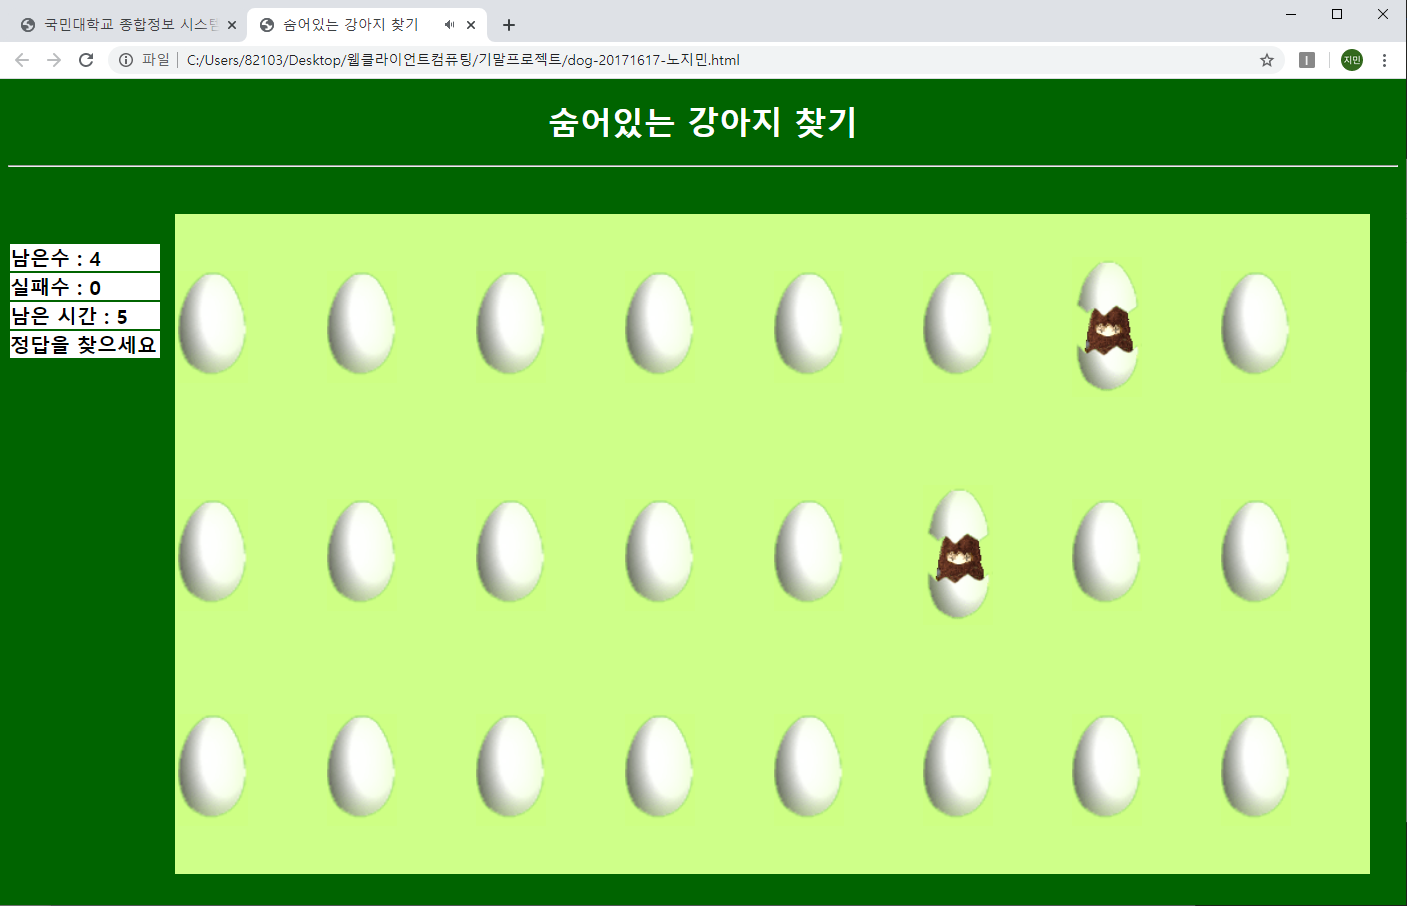 국민대학교 종합정보 시스템
숨어있는 강아지 찾기
파일
C:/Users/82103/Desktop/웹클라이언트컴퓨팅/기말프로젝트/dog-20171617-노지민.html
지민
숨어있는 강아지 찾기
남은수 : 4
실패수 : 0
남은 시간 : 5
정답을 찾으세요